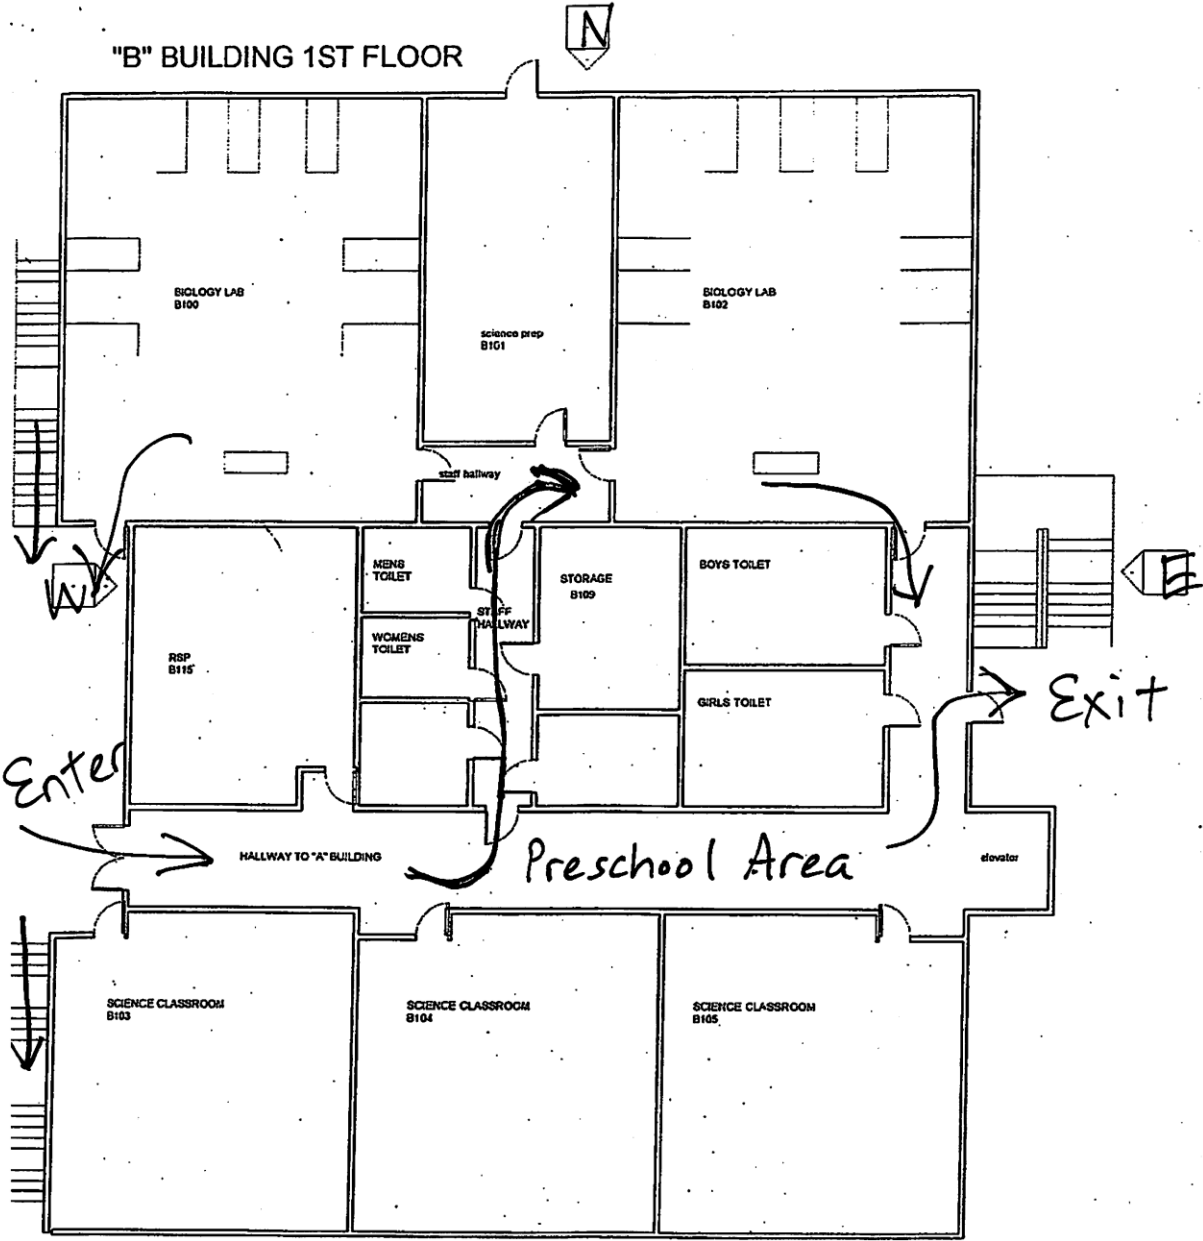 N
"B" BUILDING 1ST FLOOR
BIOLOGY LAB
B100
science prep
B101
BIOLOGY LAB
B102
staff hallway
MENS
TOILET
STORAGE
B109
BOYS TOILET
W
E
STAFF
HALLWAY
WOMENS
TOILET
RSP
B115
GIRLS TOILET
Exit
Enter
HALLWAY TO "A" BUILDING
Preschool Area
elevator
SCIENCE CLASSROOM
B103
SCIENCE CLASSROOM
B104
SCIENCE CLASSROOM
B105